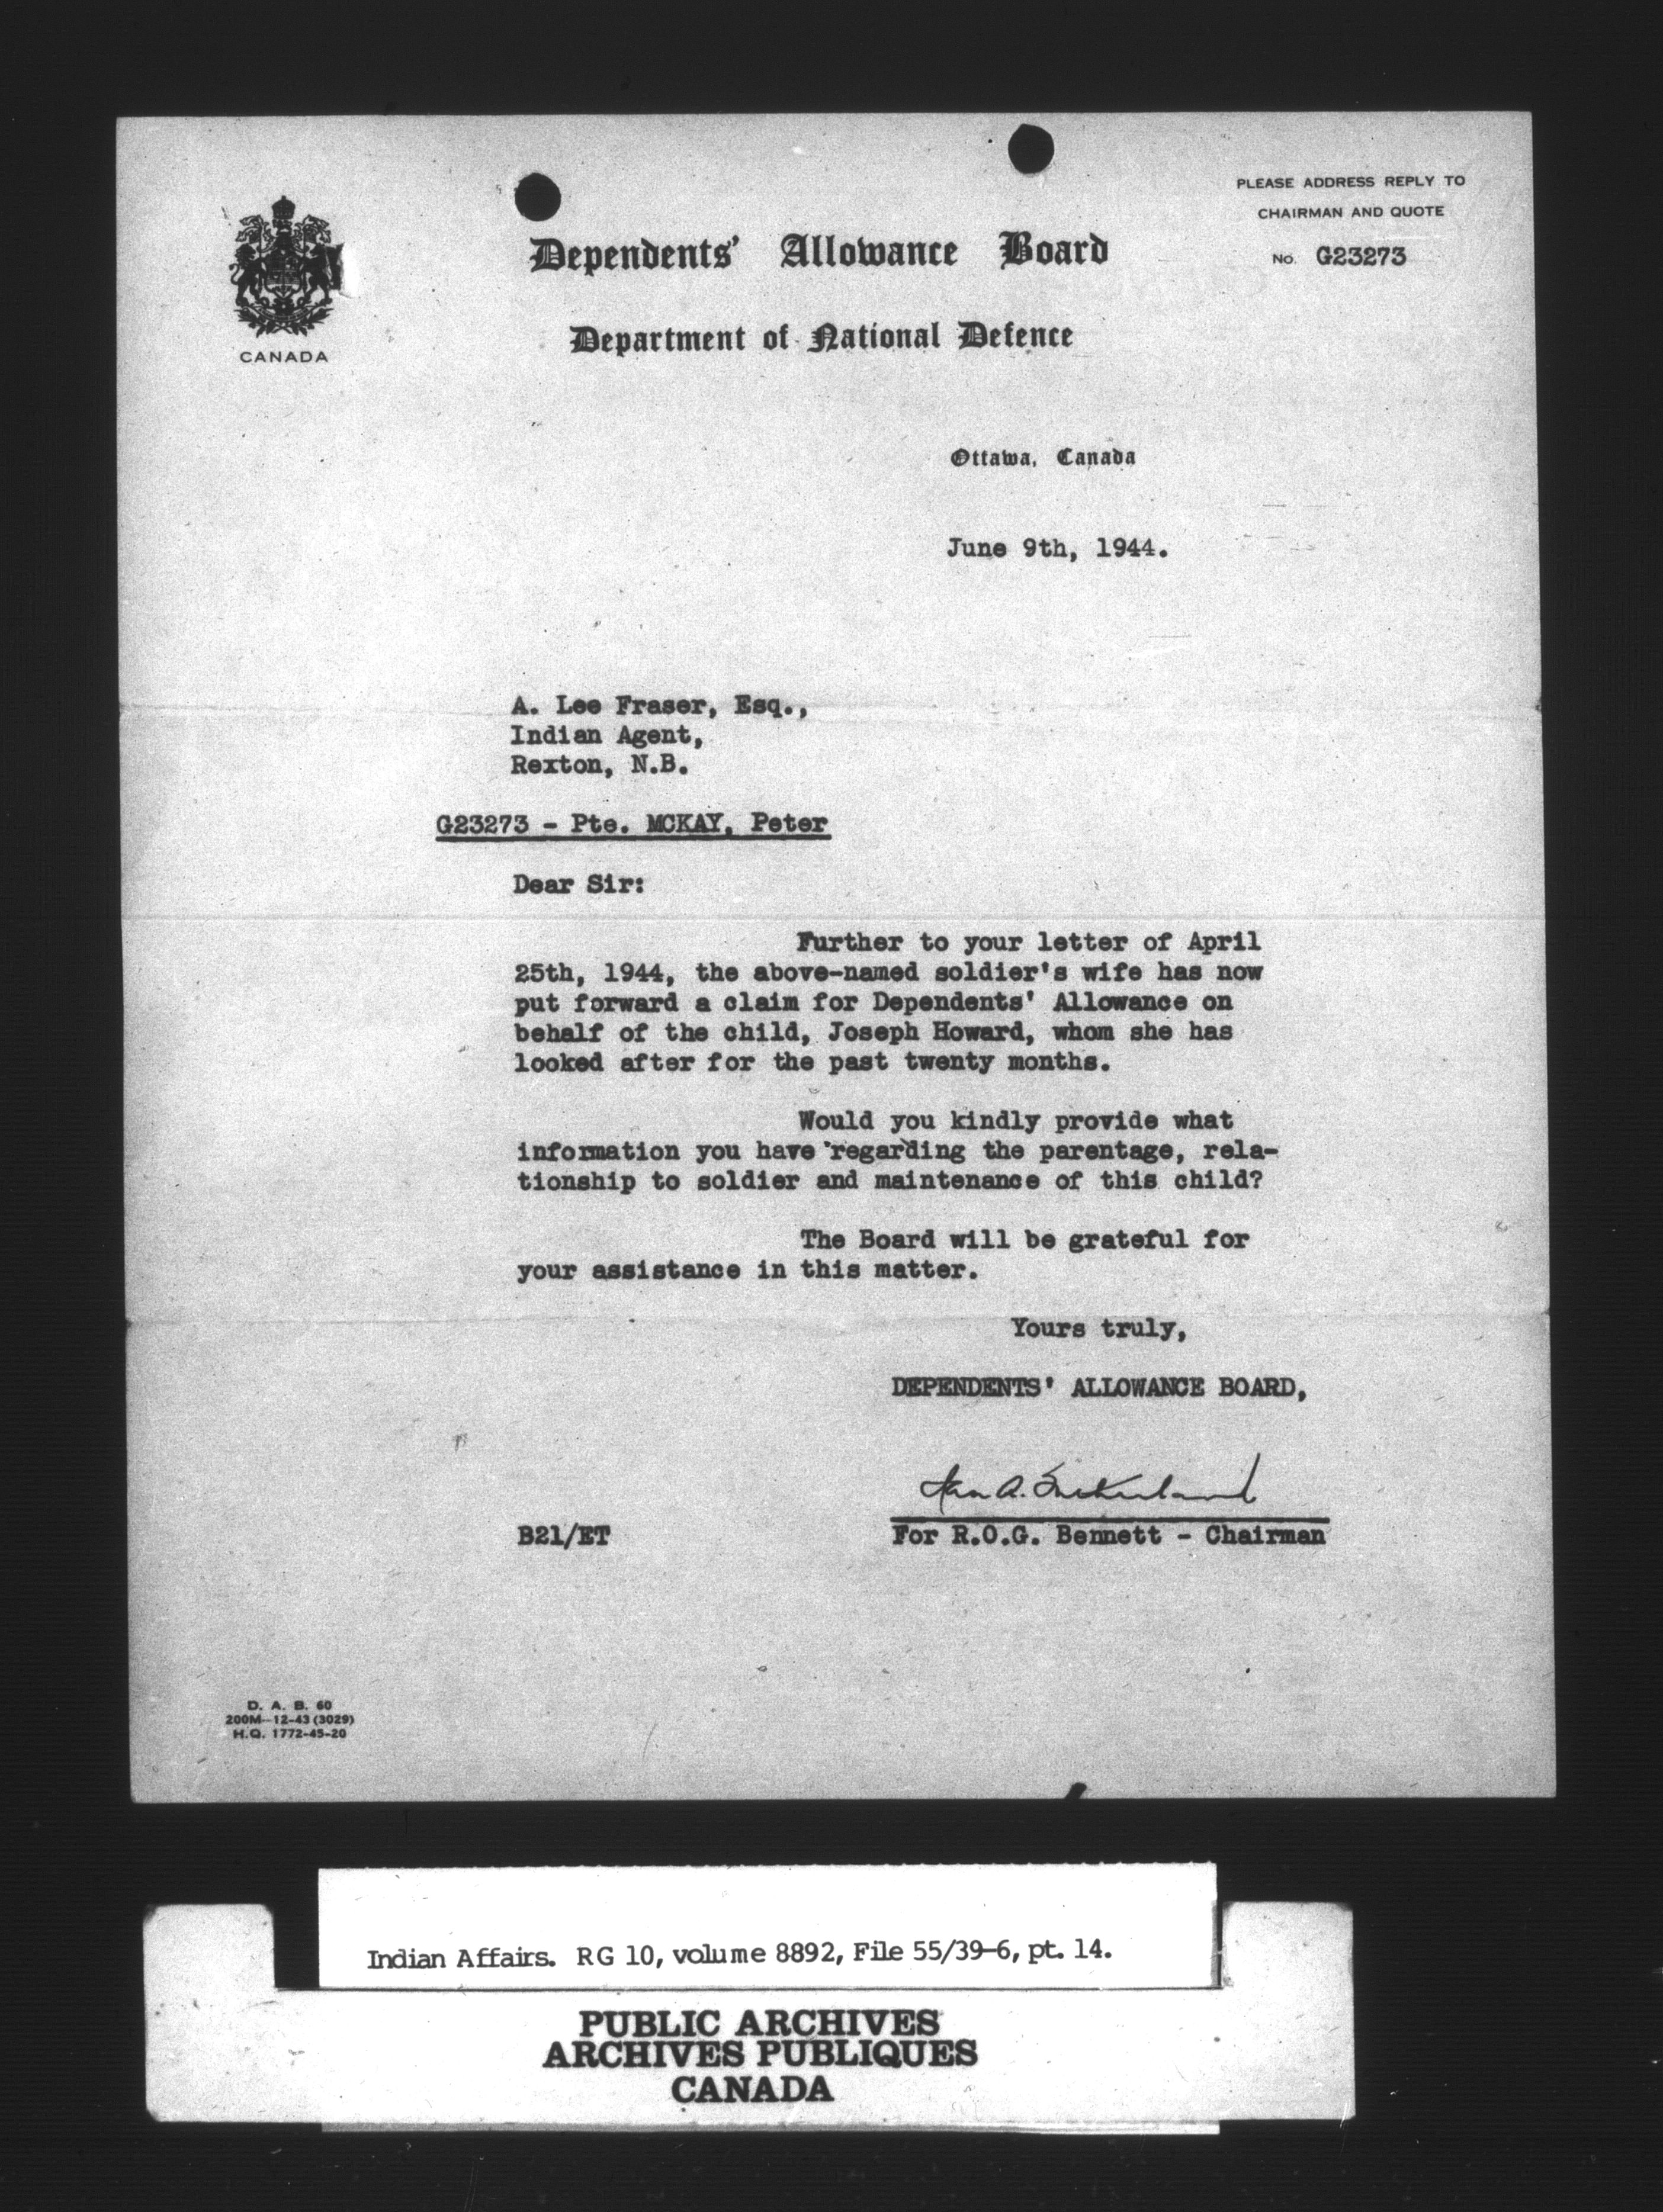 PLEASE ADDRESS REPLY TO
CHAIRMAN AND QUOTE
No. G23273
CANADA
Dependents' Allowance Board
Department of National Defence
Ottawa, Canada
June 9th, 1944.
A. Lee Fraser, Esq.,
Indian Agent,
Rexton, N.B.
G23273 - Pte. MCKAY, Peter
Dear Sir:
Further to your letter of April
25th, 1944, the above-named soldier's wife has now
put forward a claim for Dependents' Allowance on
behalf of the child, Joseph Howard, whom she has
looked after for the past twenty months.
Would you kindly provide what
information you have regarding the parentage, rela-
tionship to soldier and maintenance of this child?
The Board will be grateful for
your assistance in this matter.
Yours truly,
DEPENDENTS' ALLOWANCE BOARD,
A. Sutherland
B21/ET
For R.O.G. Bennett - Chairman
D. A. B. 60
200M-12-43 (3029)
H.Q. 1772-45-20
Indian Affairs. RG 10, volume 8892, File 55/39-6, pt. 14.
PUBLIC ARCHIVES
ARCHIVES PUBLIQUES
CANADA